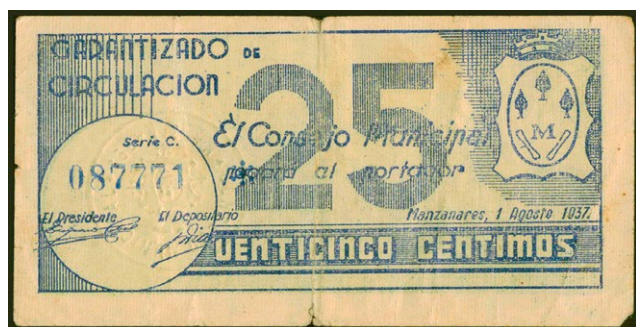 GARANTIZADO DE
CIRCULACION
25
Serie C.
087771
El Consejo Municipal
pagará al portador
M
El Presidente El Depositario
Manzanares, 1 Agosto 1937.
VENTICINCO CENTIMOS